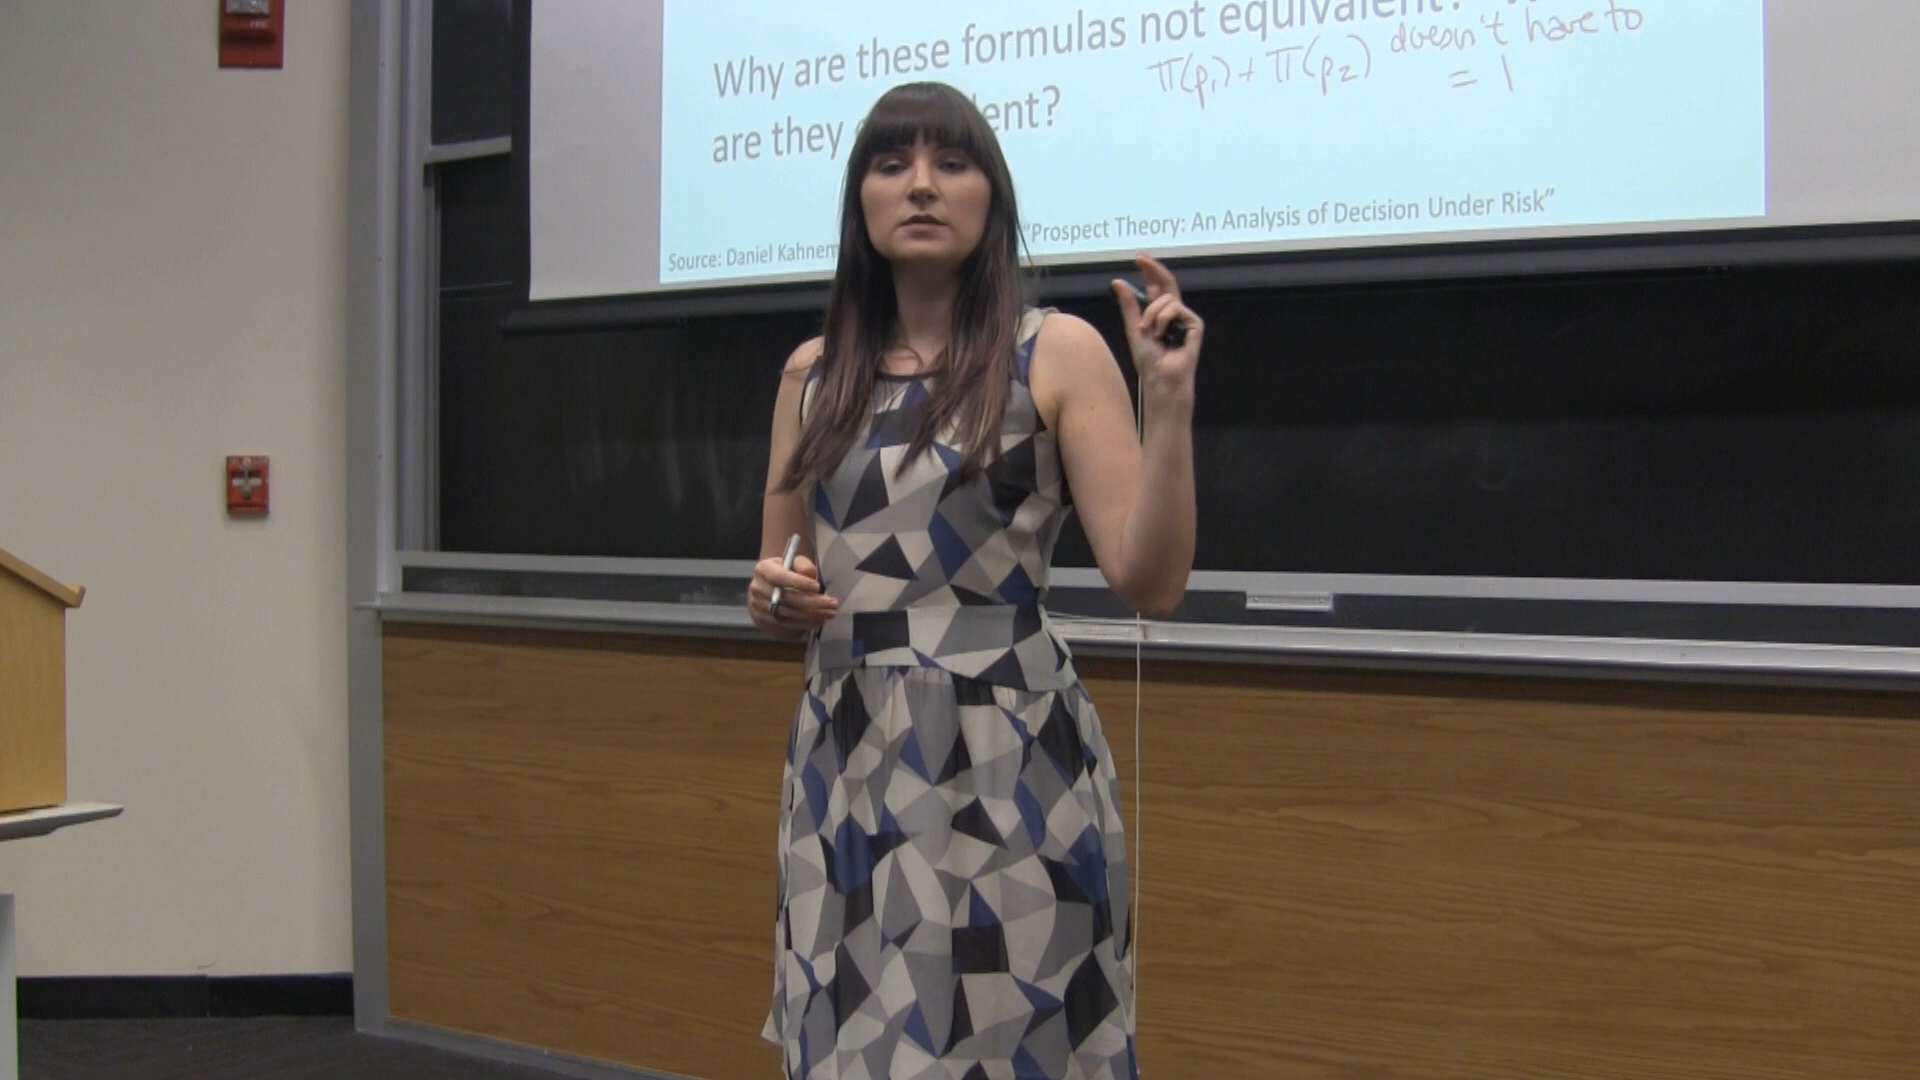 Why are these formulas not equivalent?
π(p₁) + π(p₂) doesn't have to
= 1
are they
Source: Daniel "Prospect Theory: An Analysis of Decision Under Risk"